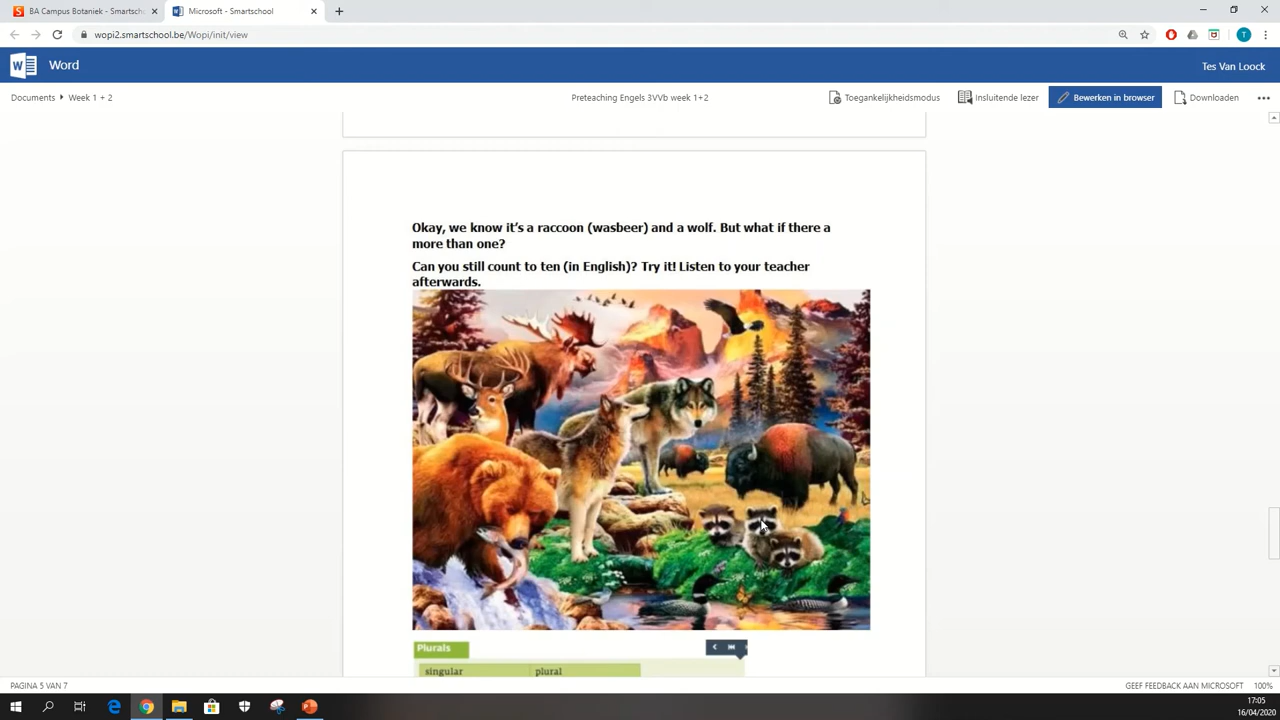 BA Campus Botaniek - Smartsch
Microsoft - Smartschool
wopi2.smartschool.be/Wopi/init/view
Word
Tes Van Loock
Documents Week 1 + 2
Preteaching Engels 3VVb week 1+2
Toegankelijkheidsmodus
Insluitende lezer
Bewerken in browser
Downloaden
Okay, we know it's a raccoon (wasbeer) and a wolf. But what if there a
more than one?
Can you still count to ten (in English)? Try it! Listen to your teacher
afterwards.
Plurals
singular plural
PAGINA 5 VAN 7
GEEF FEEDBACK AAN MICROSOFT
100%
17:05
16/04/2020